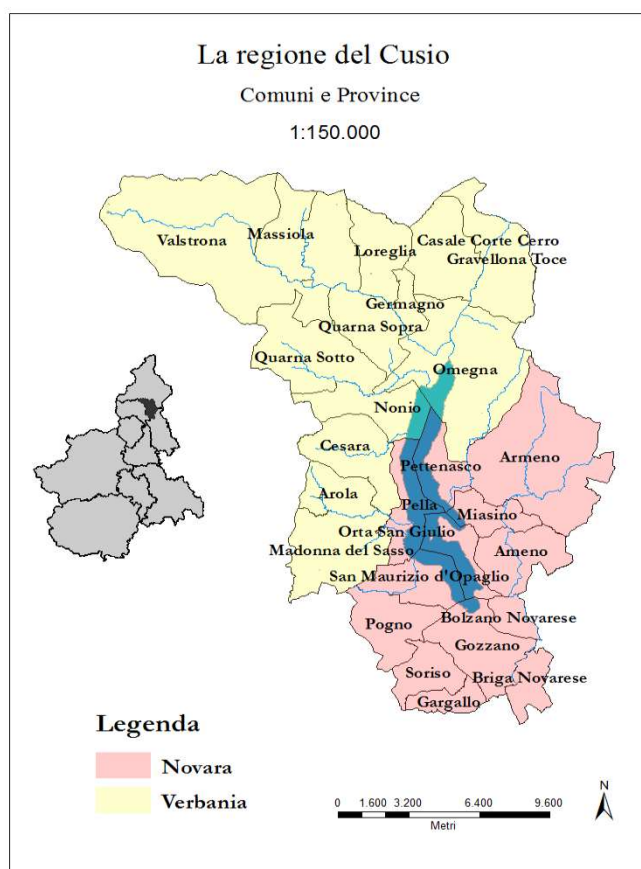 La regione del Cusio
Comuni e Province
1:150.000
Valstrona
Massiola
Loreglia
Casale Corte Cerro
Gravellona Toce
Germagno
Quarna Sopra
Quarna Sotto
Omegna
Nonio
Cesara
Armeno
Pettenasco
Arola
Pella
Miasino
Orta San Giulio
Madonna del Sasso
Ameno
San Maurizio d'Opaglio
Pogno
Bolzano Novarese
Gozzano
Soriso
Briga Novarese
Gargallo
Legenda
Novara
Verbania
0 1.600 3.200 6.400 9.600
Metri
N